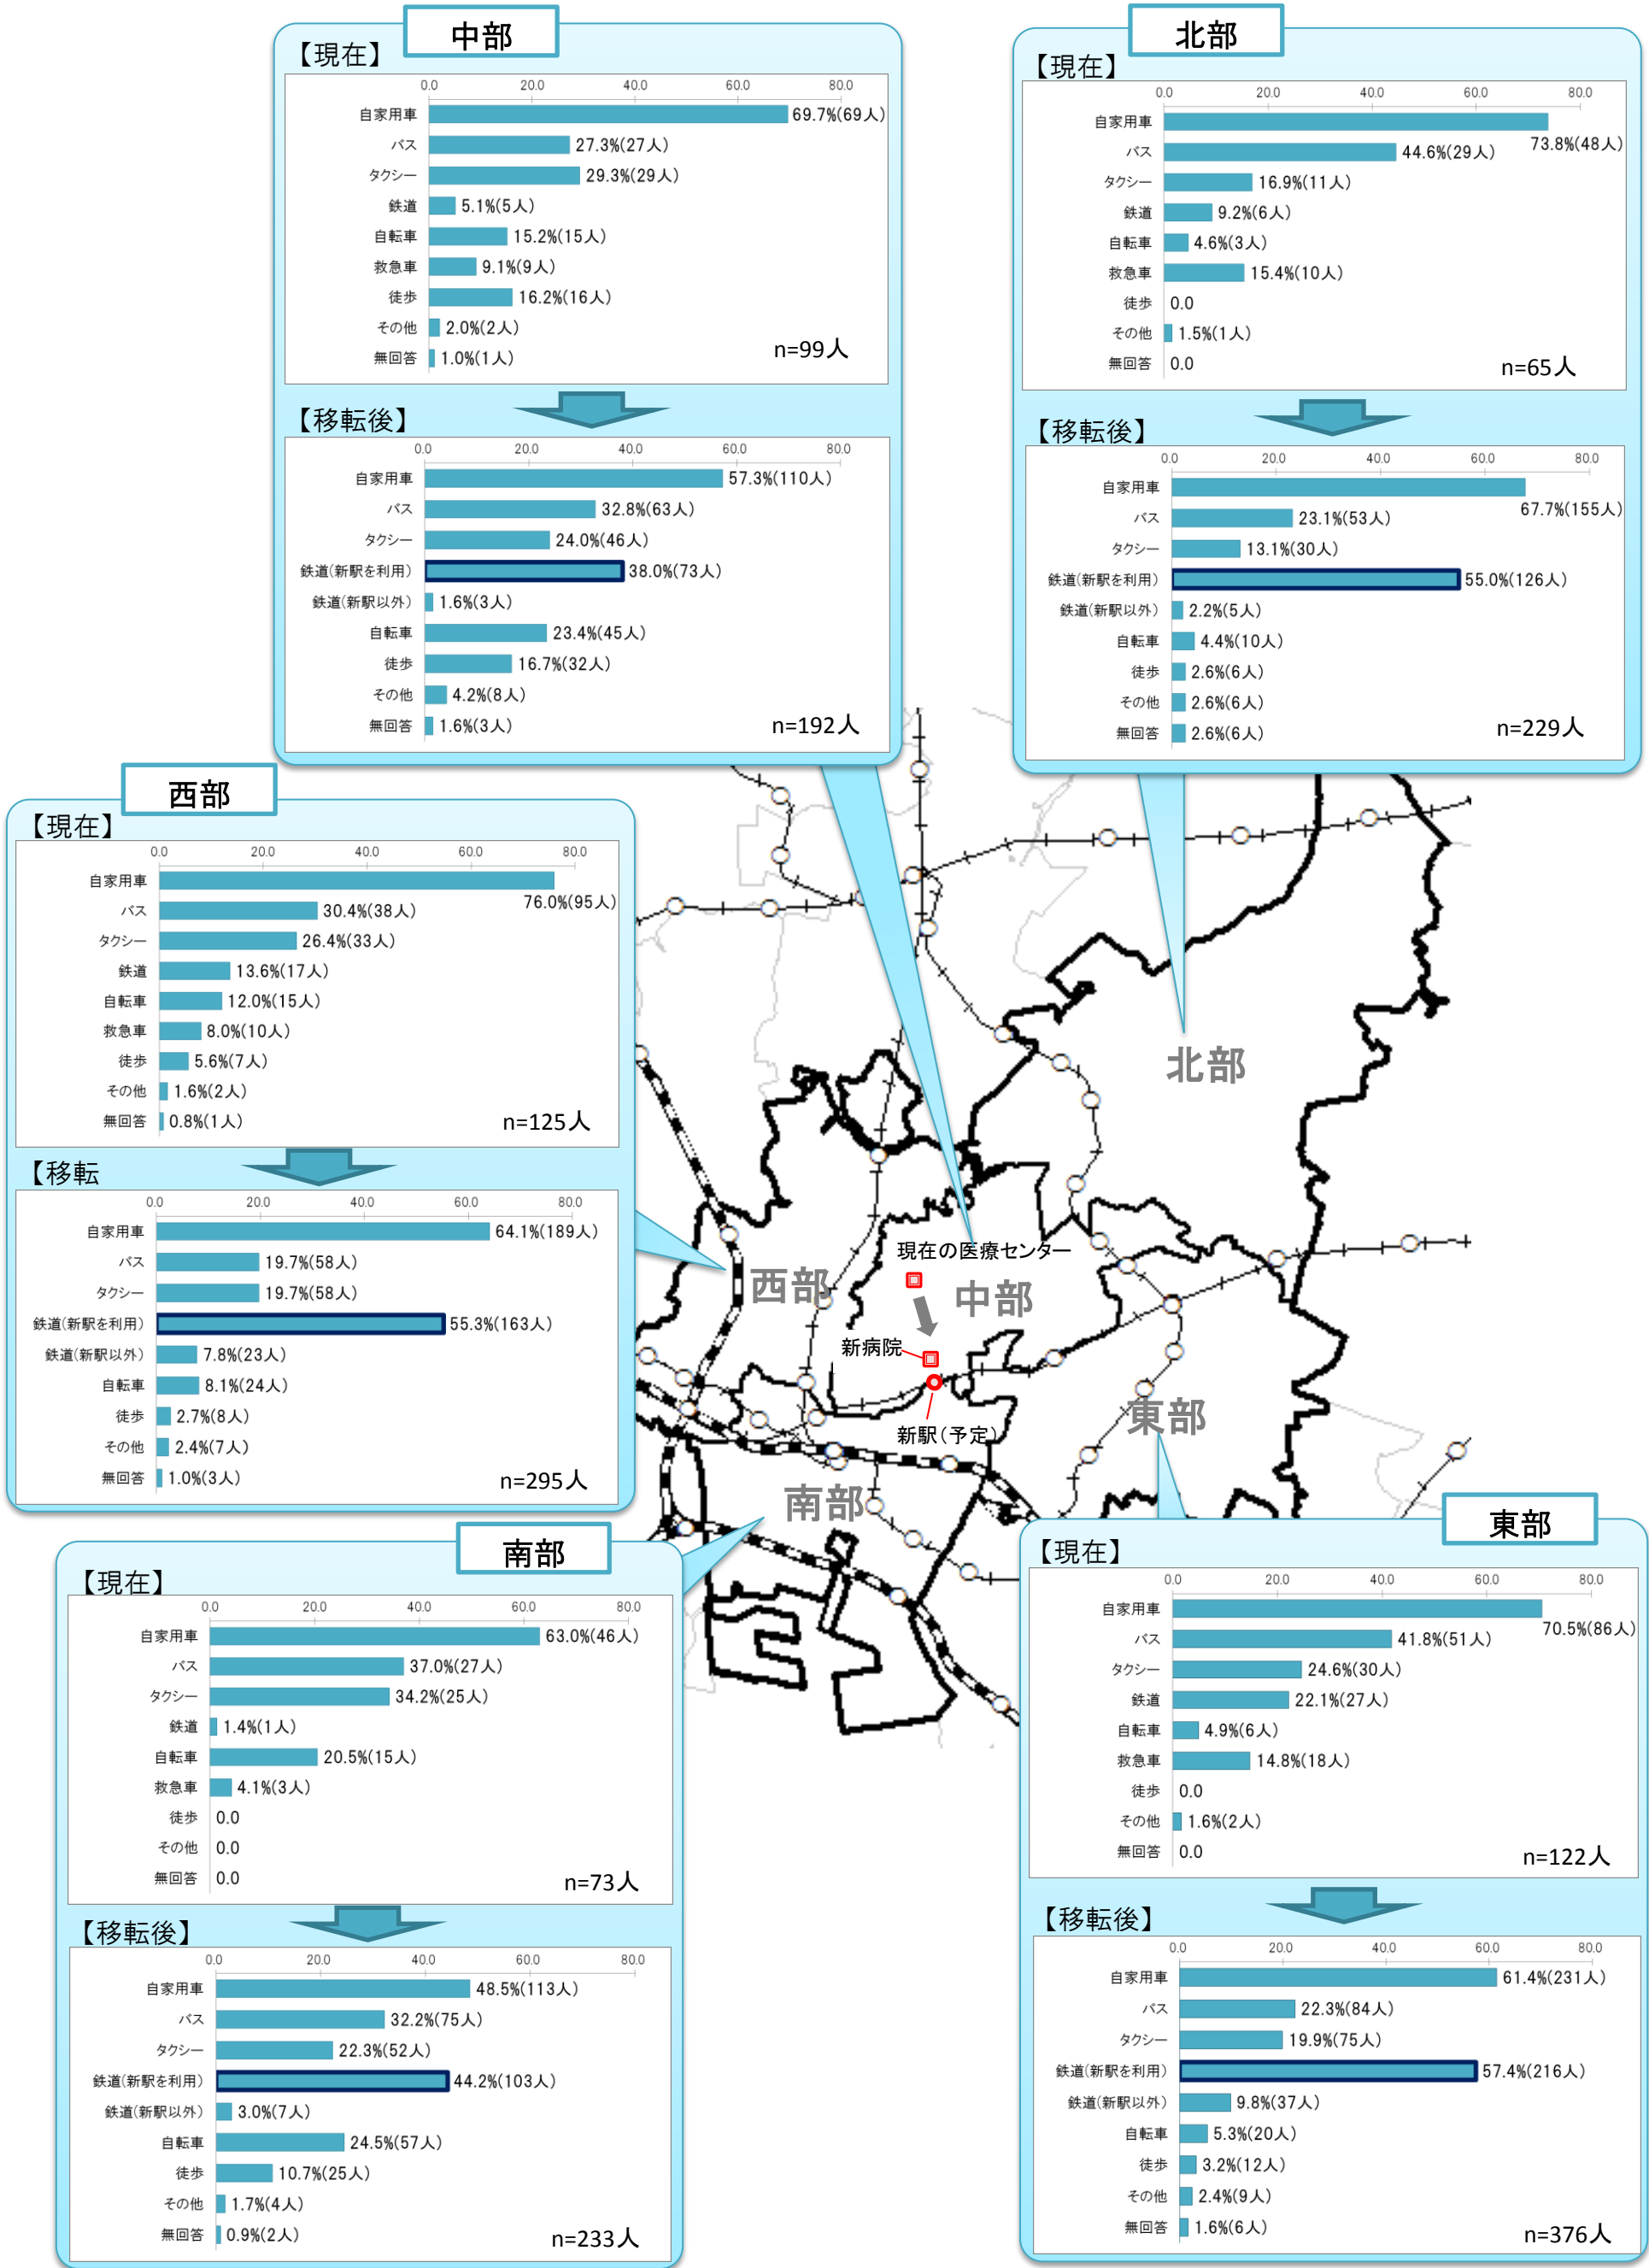 中部
【現在】
0.0 20.0 40.0 60.0 80.0
自家用車 69.7%(69人)
バス 27.3%(27人)
タクシー 29.3%(29人)
鉄道 5.1%(5人)
自転車 15.2%(15人)
救急車 9.1%(9人)
徒歩 16.2%(16人)
その他 2.0%(2人)
無回答 1.0%(1人)
n=99人
【移転後】
0.0 20.0 40.0 60.0 80.0
自家用車 57.3%(110人)
バス 32.8%(63人)
タクシー 24.0%(46人)
鉄道(新駅を利用) 38.0%(73人)
鉄道(新駅以外) 1.6%(3人)
自転車 23.4%(45人)
徒歩 16.7%(32人)
その他 4.2%(8人)
無回答 1.6%(3人)
n=192人
北部
【現在】
0.0 20.0 40.0 60.0 80.0
自家用車 73.8%(48人)
バス 44.6%(29人)
タクシー 16.9%(11人)
鉄道 9.2%(6人)
自転車 4.6%(3人)
救急車 15.4%(10人)
徒歩 0.0
その他 1.5%(1人)
無回答 0.0
n=65人
【移転後】
0.0 20.0 40.0 60.0 80.0
自家用車 67.7%(155人)
バス 23.1%(53人)
タクシー 13.1%(30人)
鉄道(新駅を利用) 55.0%(126人)
鉄道(新駅以外) 2.2%(5人)
自転車 4.4%(10人)
徒歩 2.6%(6人)
その他 2.6%(6人)
無回答 2.6%(6人)
n=229人
西部
【現在】
0.0 20.0 40.0 60.0 80.0
自家用車 76.0%(95人)
バス 30.4%(38人)
タクシー 26.4%(33人)
鉄道 13.6%(17人)
自転車 12.0%(15人)
救急車 8.0%(10人)
徒歩 5.6%(7人)
その他 1.6%(2人)
無回答 0.8%(1人)
n=125人
【移転
0.0 20.0 40.0 60.0 80.0
自家用車 64.1%(189人)
バス 19.7%(58人)
タクシー 19.7%(58人)
鉄道(新駅を利用) 55.3%(163人)
鉄道(新駅以外) 7.8%(23人)
自転車 8.1%(24人)
徒歩 2.7%(8人)
その他 2.4%(7人)
無回答 1.0%(3人)
n=295人
北部
現在の医療センター
西部
中部
新病院
新駅(予定)
東部
南部
南部
【現在】
0.0 20.0 40.0 60.0 80.0
自家用車 63.0%(46人)
バス 37.0%(27人)
タクシー 34.2%(25人)
鉄道 1.4%(1人)
自転車 20.5%(15人)
救急車 4.1%(3人)
徒歩 0.0
その他 0.0
無回答 0.0
n=73人
【移転後】
0.0 20.0 40.0 60.0 80.0
自家用車 48.5%(113人)
バス 32.2%(75人)
タクシー 22.3%(52人)
鉄道(新駅を利用) 44.2%(103人)
鉄道(新駅以外) 3.0%(7人)
自転車 24.5%(57人)
徒歩 10.7%(25人)
その他 1.7%(4人)
無回答 0.9%(2人)
n=233人
東部
【現在】
0.0 20.0 40.0 60.0 80.0
自家用車 70.5%(86人)
バス 41.8%(51人)
タクシー 24.6%(30人)
鉄道 22.1%(27人)
自転車 4.9%(6人)
救急車 14.8%(18人)
徒歩 0.0
その他 1.6%(2人)
無回答 0.0
n=122人
【移転後】
0.0 20.0 40.0 60.0 80.0
自家用車 61.4%(231人)
バス 22.3%(84人)
タクシー 19.9%(75人)
鉄道(新駅を利用) 57.4%(216人)
鉄道(新駅以外) 9.8%(37人)
自転車 5.3%(20人)
徒歩 3.2%(12人)
その他 2.4%(9人)
無回答 1.6%(6人)
n=376人